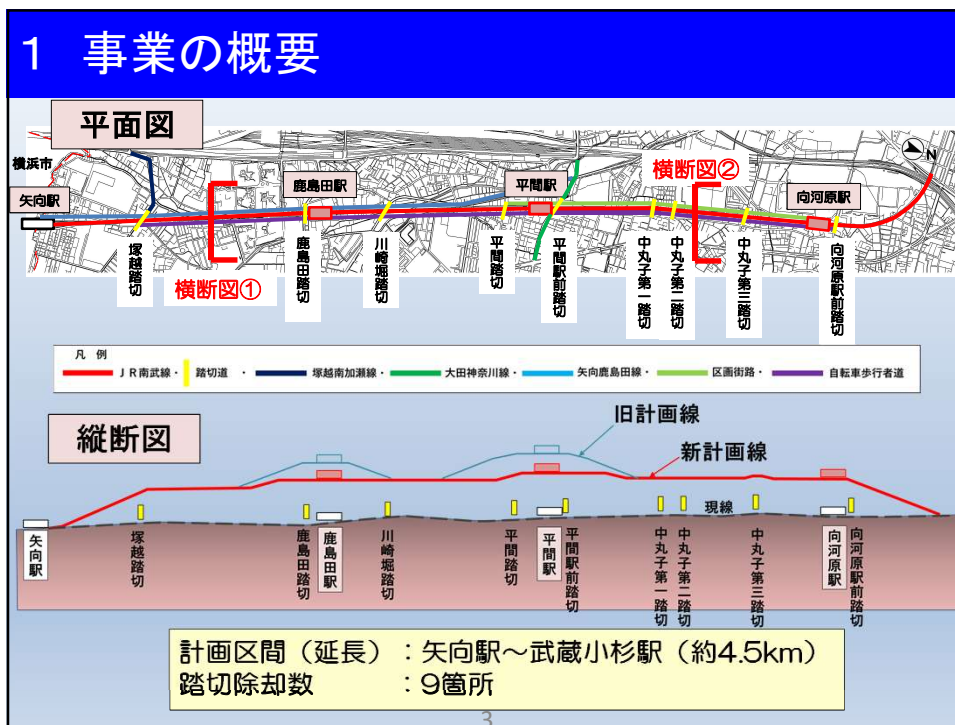 1 事業の概要
平面図
横浜市
矢向駅
鹿島田駅
平間駅
横断図②
向河原駅
N
横断図①
塚越踏切
鹿島田踏切
川崎堀踏切
平間踏切
平間駅前踏切
中丸子第一踏切
中丸子第二踏切
中丸子第三踏切
向河原駅前踏切
凡 例
JR南武線・ 踏切道 ・ 塚越南加瀬線・ 大田神奈川線・ 矢向鹿島田線・ 区画街路・ 自転車歩行者道
縦断図
旧計画線
新計画線
現線
矢向駅
塚越踏切
鹿島田踏切
鹿島田駅
川崎堀踏切
平間踏切
平間駅
平間駅前踏切
中丸子第一踏切
中丸子第二踏切
中丸子第三踏切
向河原駅
向河原駅前踏切
計画区間（延長）：矢向駅～武蔵小杉駅（約4.5km）
踏切除却数 ：9箇所
3